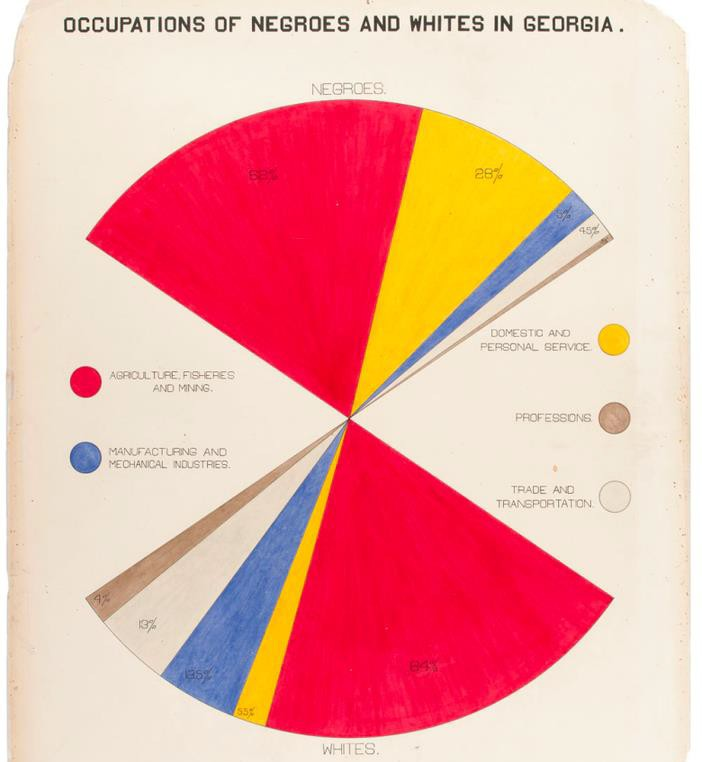 OCCUPATIONS OF NEGROES AND WHITES IN GEORGIA.
NEGROES.
62%
28%
5%
4.5%
DOMESTIC AND
PERSONAL SERVICE.
AGRICULTURE, FISHERIES
AND MINING.
PROFESSIONS.
MANUFACTURING AND
MECHANICAL INDUSTRIES.
TRADE AND
TRANSPORTATION.
4%
13%
13.5%
5.5%
64%
WHITES.